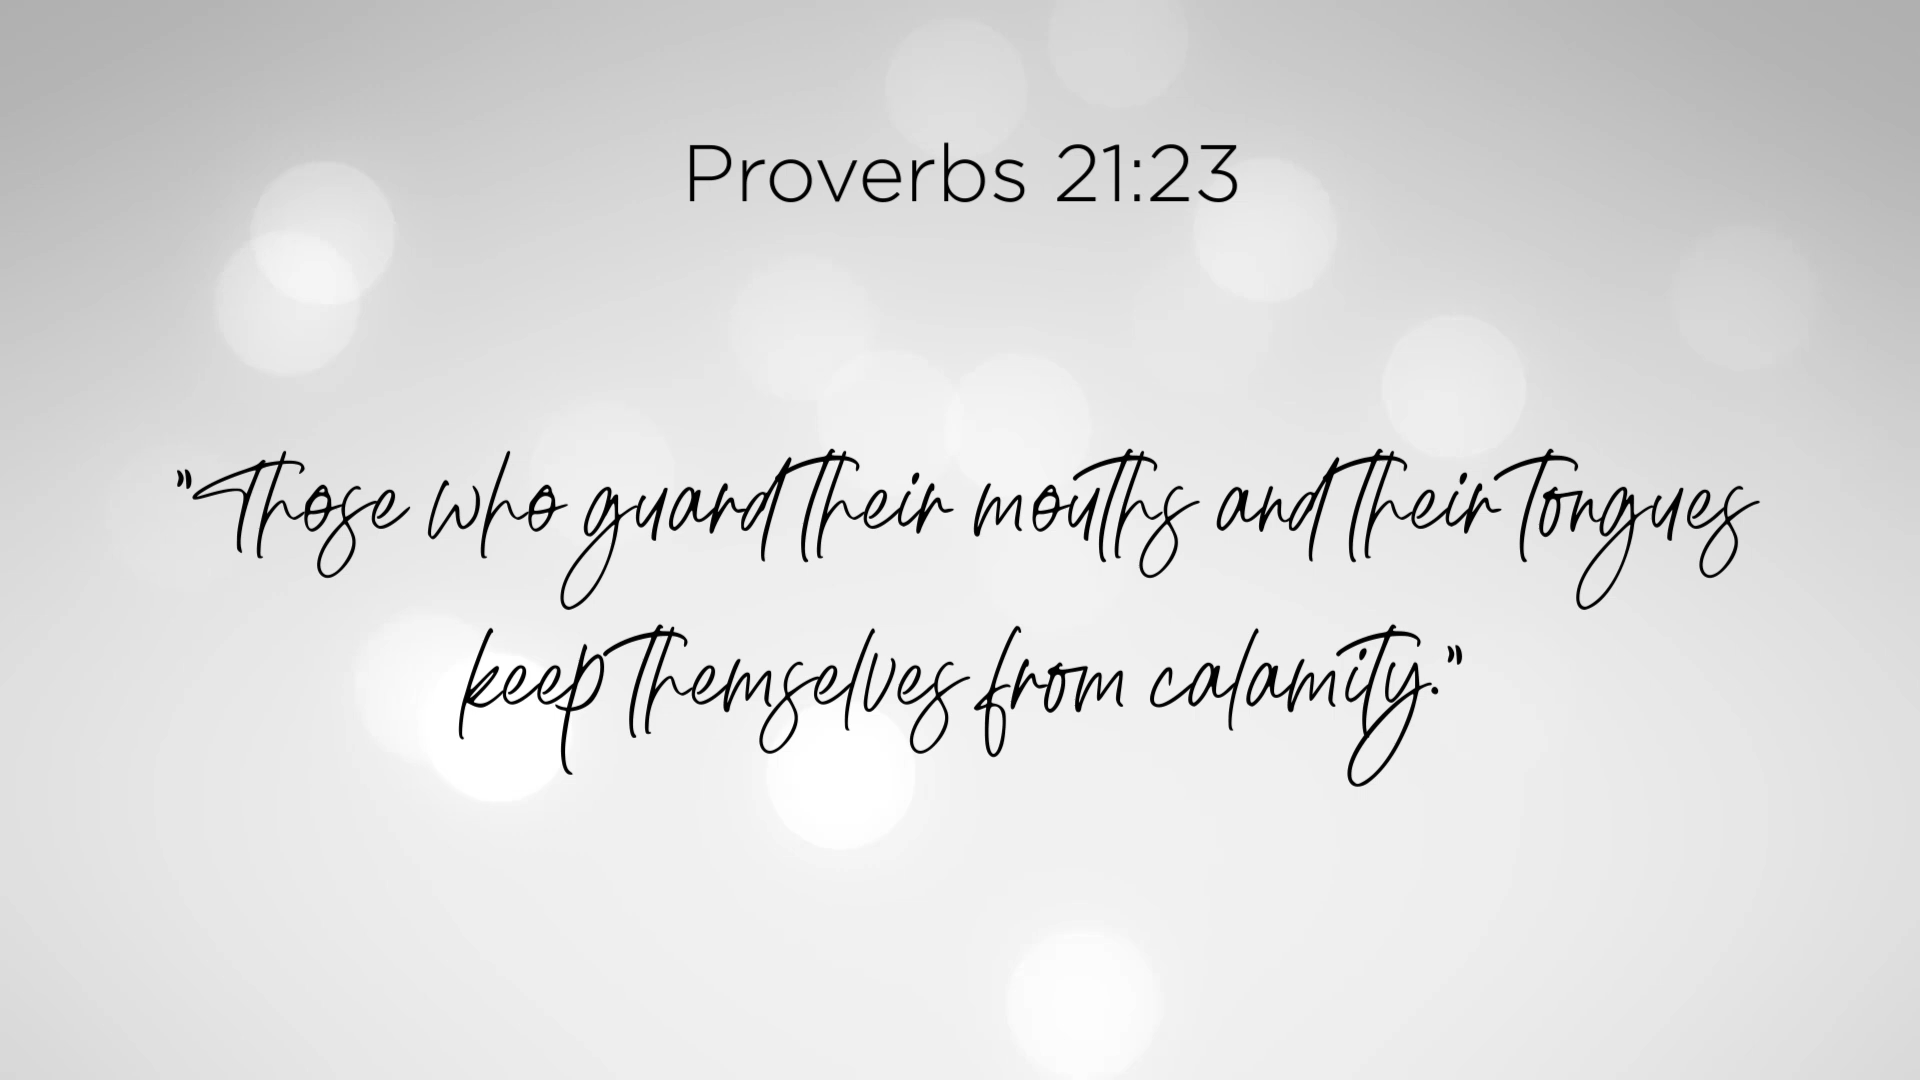 Proverbs 21:23
"Those who guard their mouths and their tongues
keep themselves from calamity."